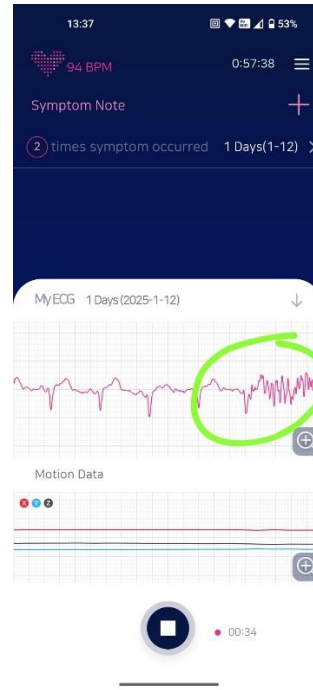 13:37 53%
94 BPM 0:57:38
Symptom Note
2 times symptom occurred 1 Days(1-12)
MyECG 1 Days (2025-1-12)
Motion Data
X Y Z
00:34